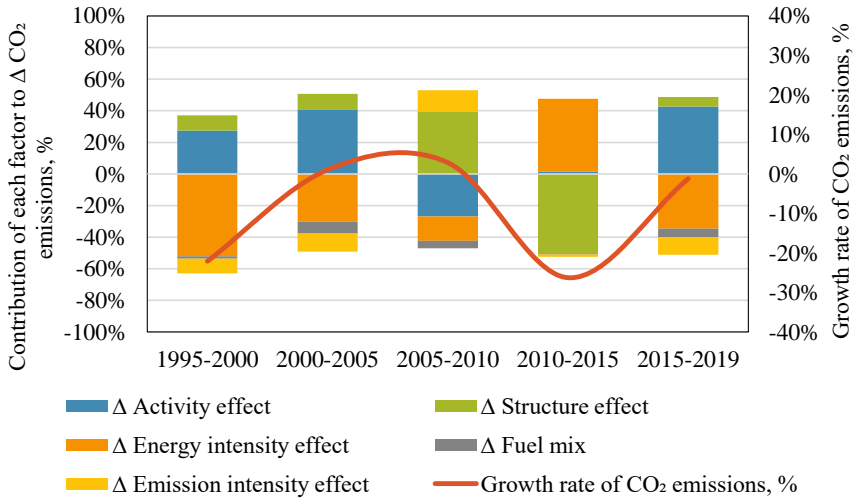 Contribution of each factor to Δ CO₂
emissions, %
100%
80%
60%
40%
20%
0%
-20%
-40%
-60%
-80%
-100%
40%
30%
20%
10%
0%
-10%
-20%
-30%
-40%
Growth rate of CO₂ emissions, %
1995-2000 2000-2005 2005-2010 2010-2015 2015-2019
Δ Activity effect
Δ Structure effect
Δ Energy intensity effect
Δ Fuel mix
Δ Emission intensity effect
Growth rate of CO₂ emissions, %